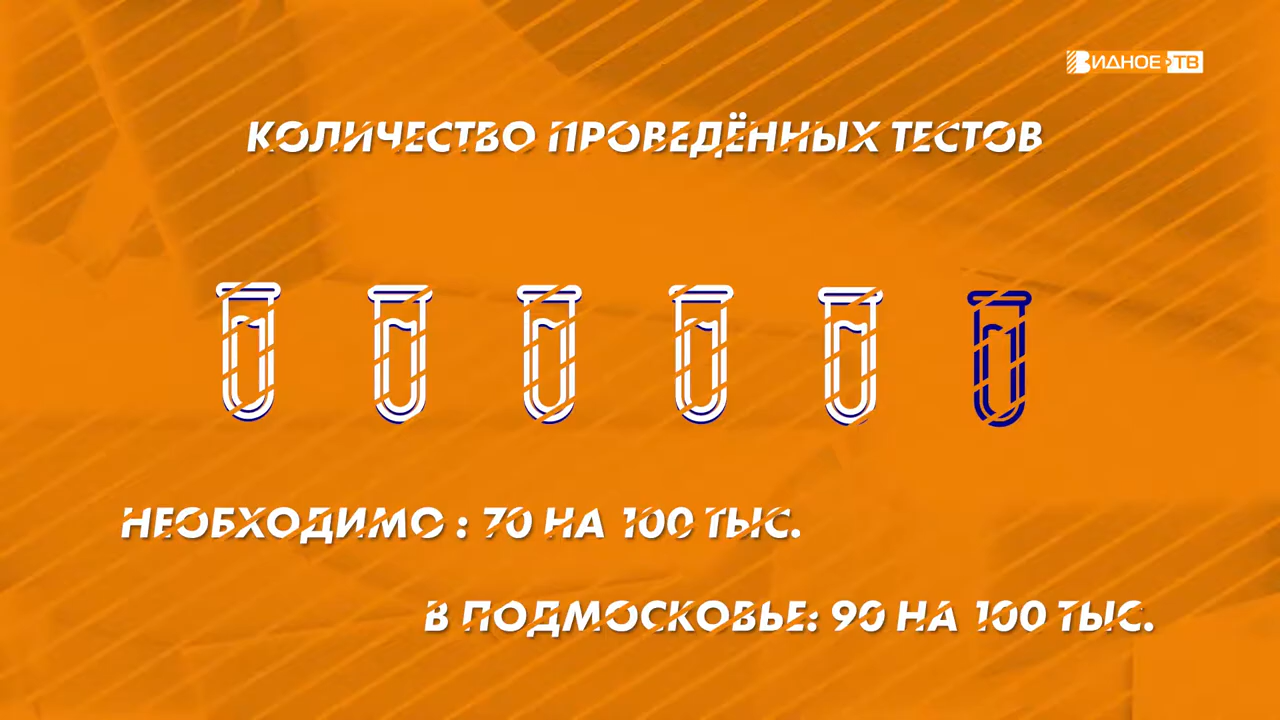 ВИДНОЕ ТВ
КОЛИЧЕСТВО ПРОВЕДЁННЫХ ТЕСТОВ
НЕОБХОДИМО : 70 НА 100 ТЫС.
В ПОДМОСКОВЬЕ: 90 НА 100 ТЫС.